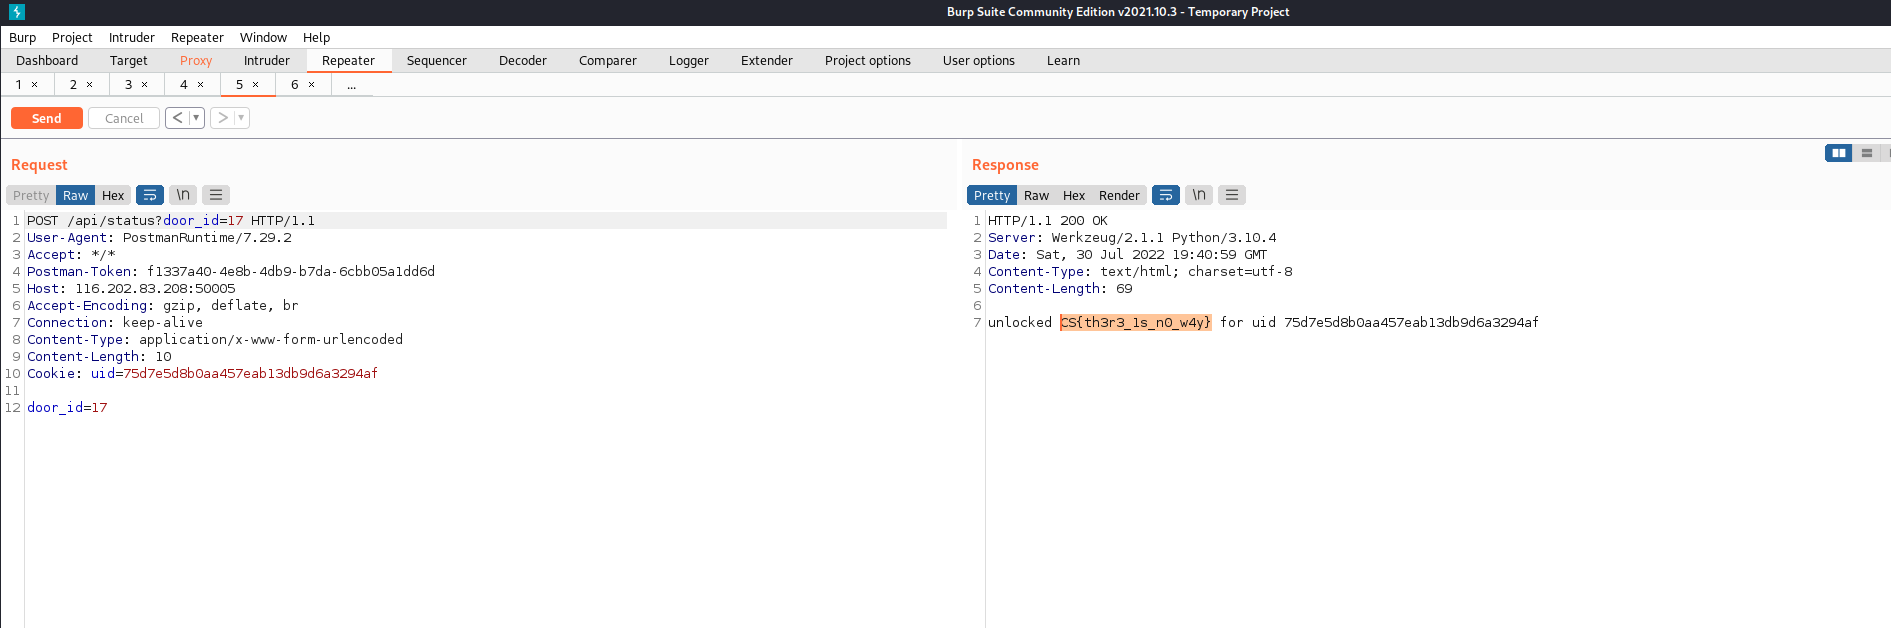 Burp Suite Community Edition v2021.10.3 - Temporary Project
Burp Project Intruder Repeater Window Help
Dashboard Target Proxy Intruder Repeater Sequencer Decoder Comparer Logger Extender Project options User options Learn
1 × 2 × 3 × 4 × 5 × 6 × ...
Send Cancel < ▾ > ▾
Request
Pretty Raw Hex \n
1 POST /api/status?door_id=17 HTTP/1.1
2 User-Agent: PostmanRuntime/7.29.2
3 Accept: */*
4 Postman-Token: f1337a40-4e8b-4db9-b7da-6cbb05a1dd6d
5 Host: 116.202.83.208:50005
6 Accept-Encoding: gzip, deflate, br
7 Connection: keep-alive
8 Content-Type: application/x-www-form-urlencoded
9 Content-Length: 10
10 Cookie: uid=75d7e5d8b0aa457eab13db9d6a3294af
11
12 door_id=17
Response
Pretty Raw Hex Render \n
1 HTTP/1.1 200 OK
2 Server: Werkzeug/2.1.1 Python/3.10.4
3 Date: Sat, 30 Jul 2022 19:40:59 GMT
4 Content-Type: text/html; charset=utf-8
5 Content-Length: 69
6
7 unlocked CS{th3r3_1s_n0_w4y} for uid 75d7e5d8b0aa457eab13db9d6a3294af